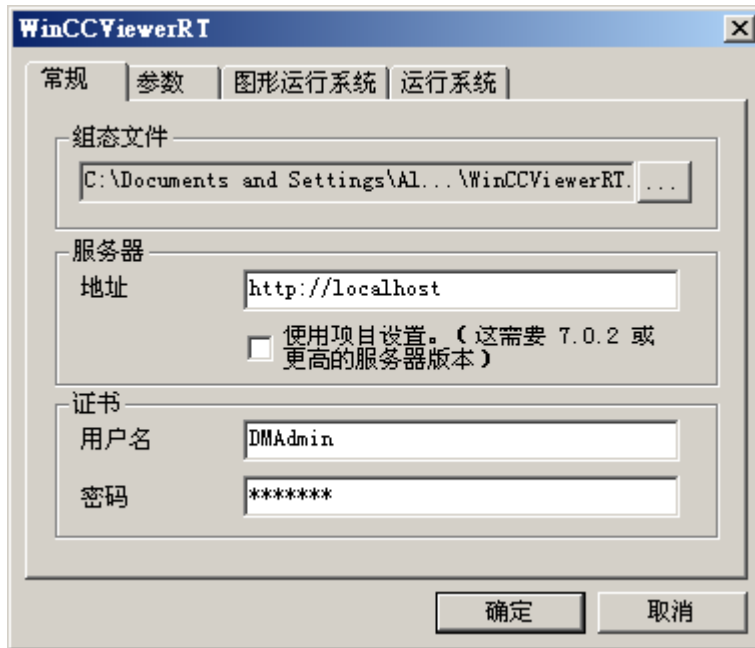 WinCCViewerRT
常规 参数 图形运行系统 运行系统
组态文件
C:\Documents and Settings\Al...\WinCCViewerRT. ...
服务器
地址 http://localhost
使用项目设置。(这需要 7.0.2 或
更高的服务器版本)
证书
用户名 DMAdmin
密码 *******
确定 取消